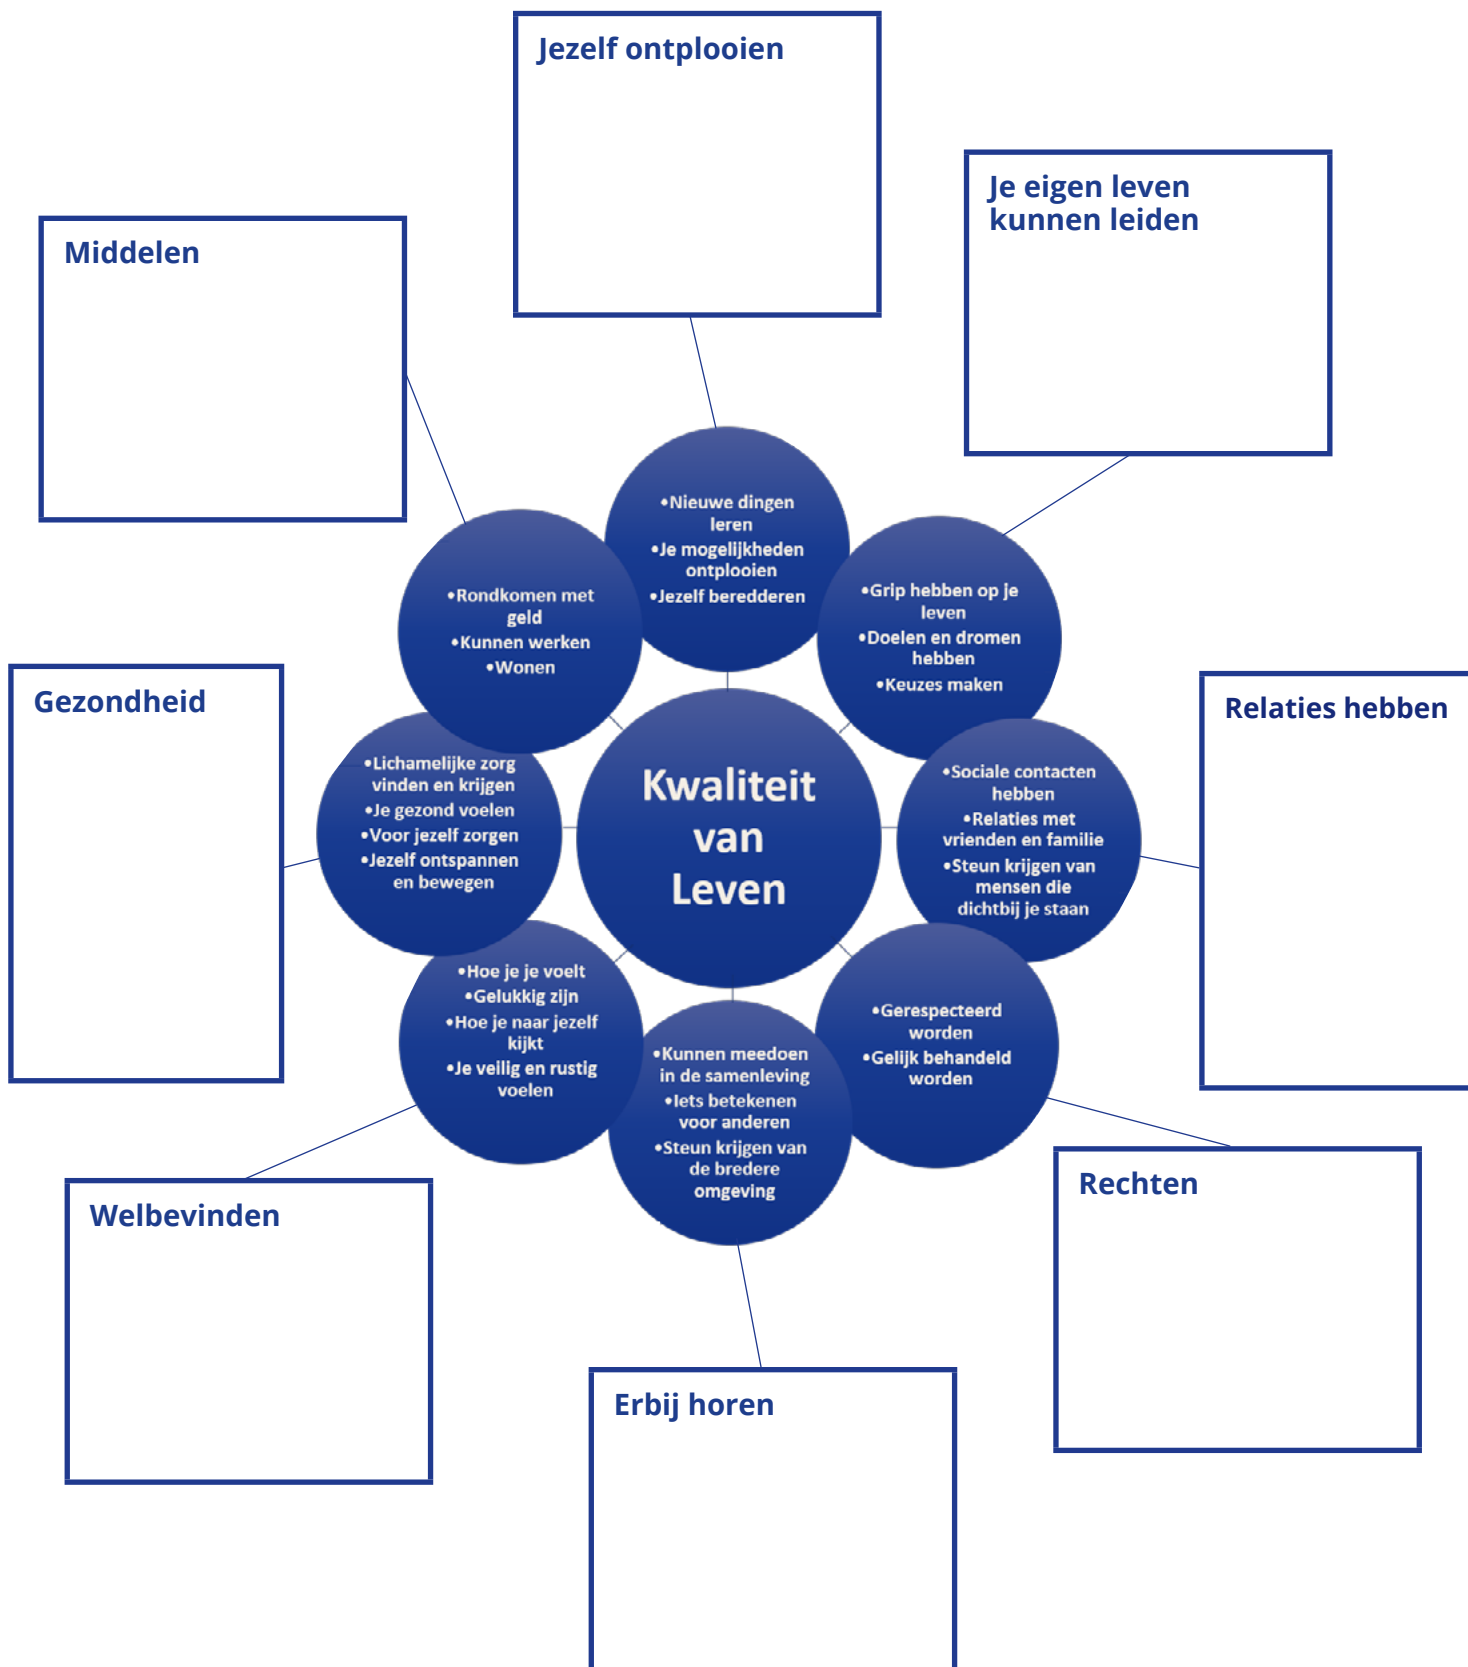 Jezelf ontplooien
Je eigen leven
kunnen leiden
Middelen
•Nieuwe dingen
leren
•Je mogelijkheden
ontplooien
•Jezelf beredderen
•Grip hebben op je
leven
•Doelen en dromen
hebben
•Keuzes maken
•Rondkomen met
geld
•Kunnen werken
•Wonen
Gezondheid
Relaties hebben
•Lichamelijke zorg
vinden en krijgen
•Je gezond voelen
•Voor jezelf zorgen
•Jezelf ontspannen
en bewegen
Kwaliteit
van
Leven
•Sociale contacten
hebben
•Relaties met
vrienden en familie
•Steun krijgen van
mensen die
dichtbij je staan
•Hoe je je voelt
•Gelukkig zijn
•Hoe je naar jezelf
kijkt
•Je veilig en rustig
voelen
•Kunnen meedoen
in de samenleving
•Iets betekenen
voor anderen
•Steun krijgen van
de bredere
omgeving
•Gerespecteerd
worden
•Gelijk behandeld
worden
Welbevinden
Rechten
Erbij horen